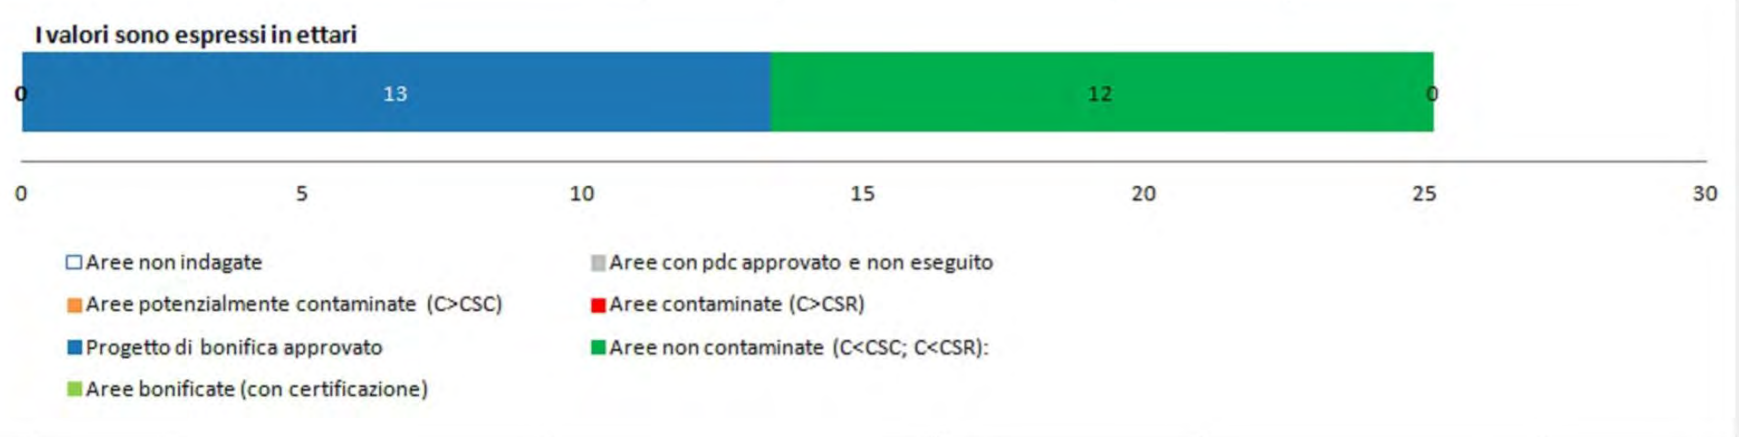 I valori sono espressi in ettari
0 13 12 0
0 5 10 15 20 25 30
Aree non indagate
Aree con pdc approvato e non eseguito
Aree potenzialmente contaminate (C>CSC)
Aree contaminate (C>CSR)
Progetto di bonifica approvato
Aree non contaminate (C<CSC; C<CSR):
Aree bonificate (con certificazione)